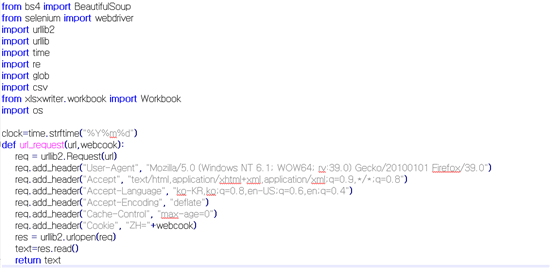 from bs4 import BeautifulSoup
from selenium import webdriver
import urllib2
import urllib
import time
import re
import glob
import csv
from xlsxwriter.workbook import Workbook
import os
clock=time.strftime("%Y%m%d")
def url_request(url,webcook):
req = urllib2.Request(url)
req.add_header("User-Agent", "Mozilla/5.0 (Windows NT 6.1; WOW64; rv:39.0) Gecko/20100101 Firefox/39.0")
req.add_header("Accept", "text/html,application/xhtml+xml,application/xml;q=0.9,*/*;q=0.8")
req.add_header("Accept-Language", "ko-KR,ko;q=0.8,en-US;q=0.6,en;q=0.4")
req.add_header("Accept-Encoding", "deflate")
req.add_header("Cache-Control", "max-age=0")
req.add_header("Cookie", "ZH="+webcook)
res = urllib2.urlopen(req)
text=res.read()
return text